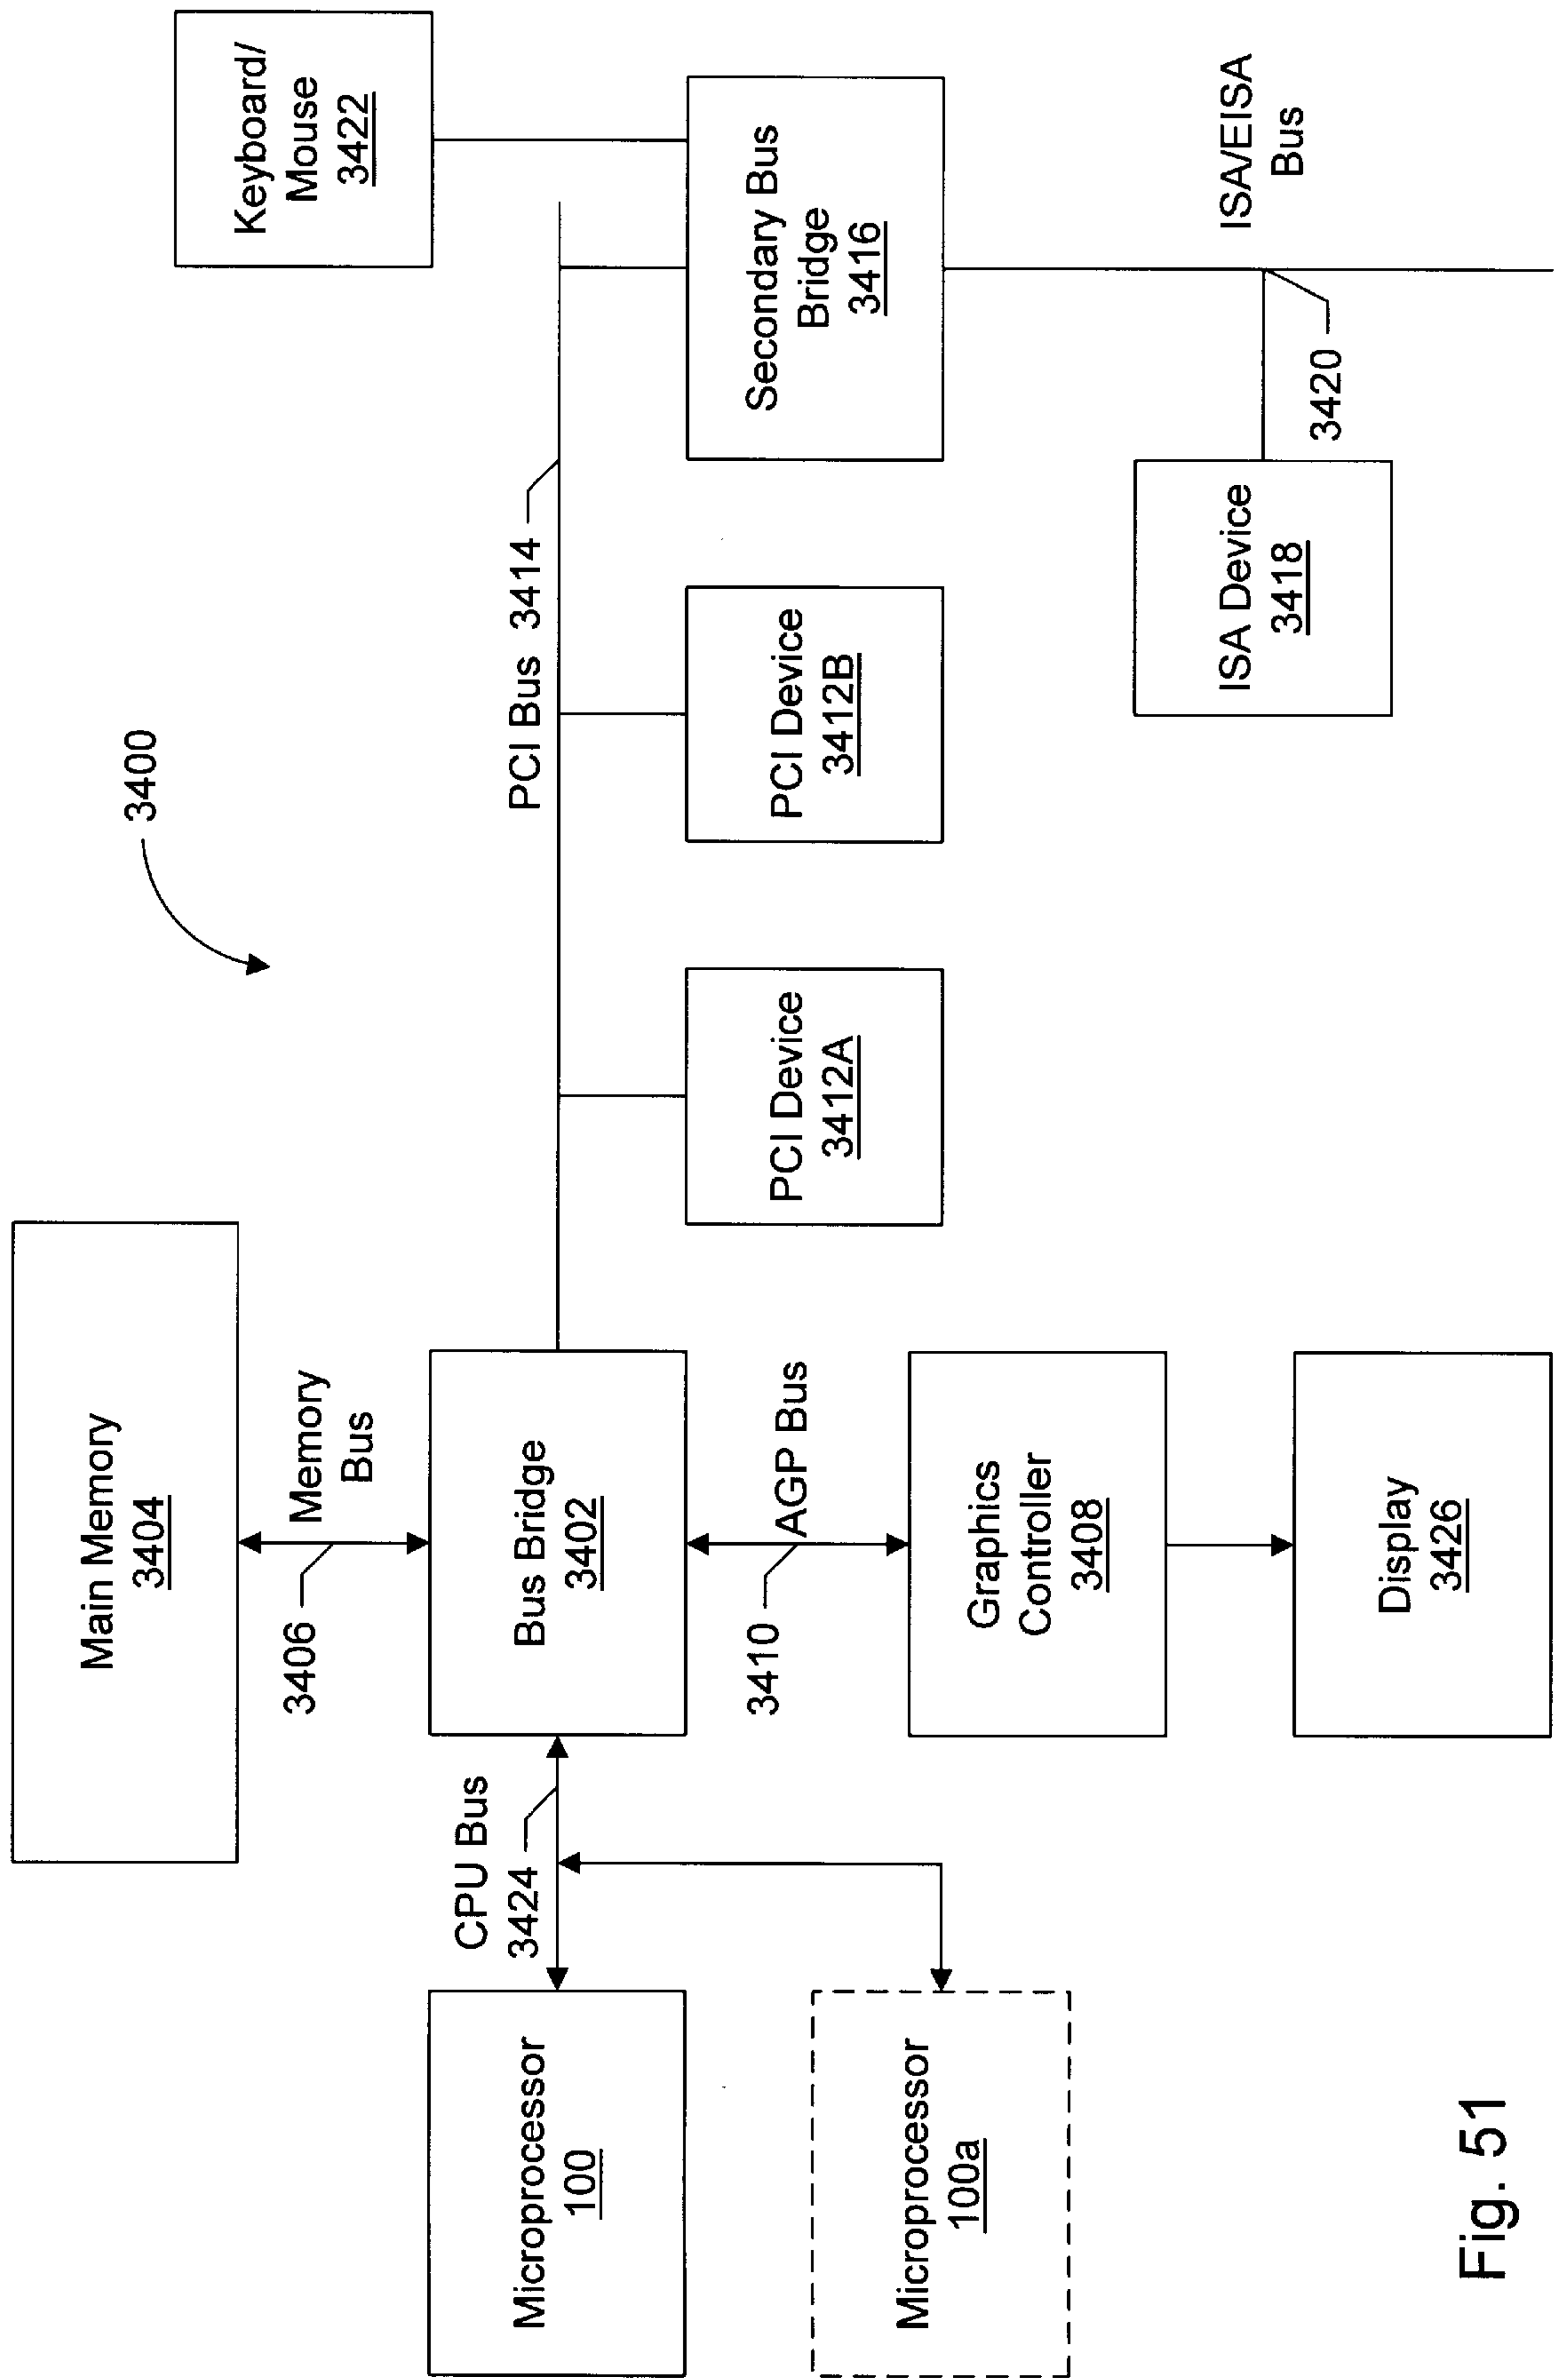 3400
Main Memory
3404
Keyboard/
Mouse
3422
3406
Memory
Bus
CPU Bus
3424
PCI Bus 3414
Microprocessor
100
Bus Bridge
3402
PCI Device
3412A
PCI Device
3412B
Secondary Bus
Bridge
3416
3410
AGP Bus
Microprocessor
100a
Graphics
Controller
3408
ISA Device
3418
3420
ISA/EISA
Bus
Display
3426
Fig. 51